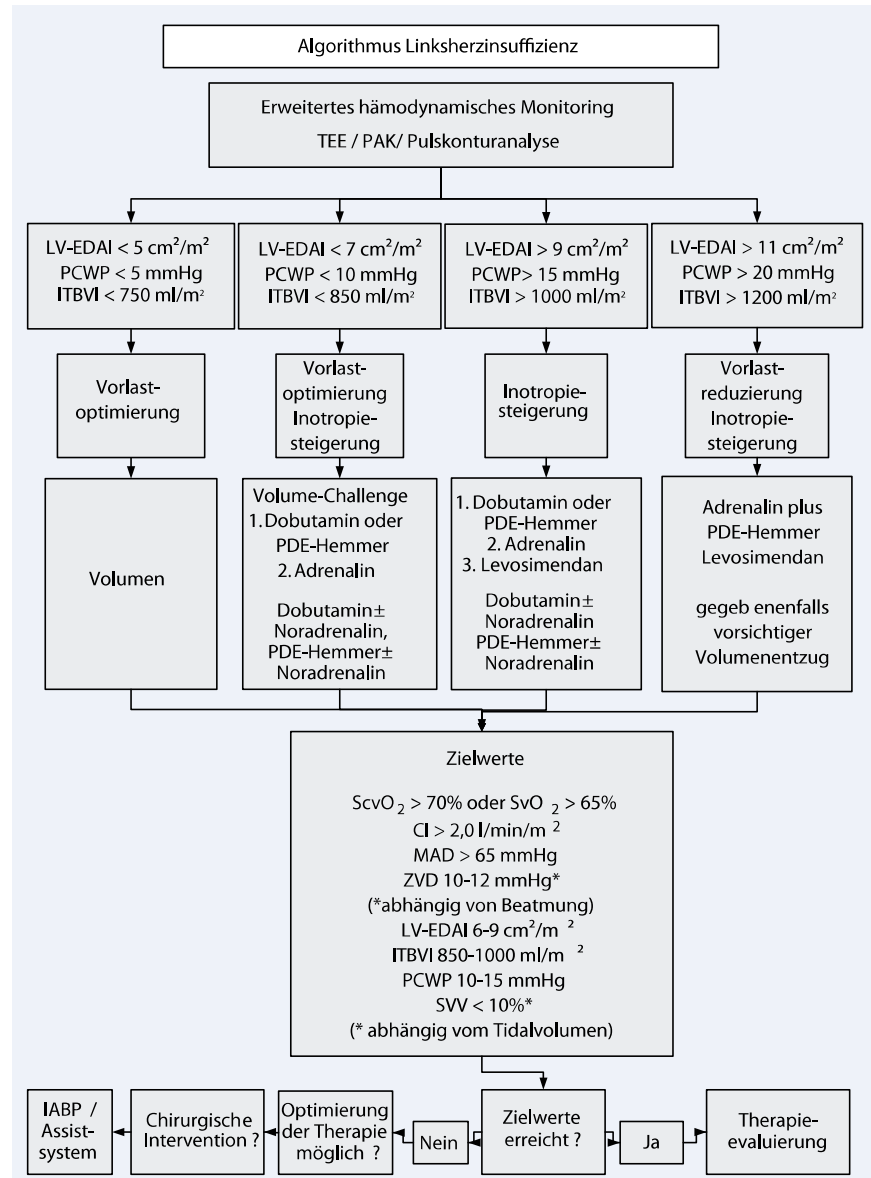 Algorithmus Linksherzinsuffizienz
Erweitertes hämodynamisches Monitoring
TEE / PAK/ Pulskonturanalyse
LV-EDAI < 5 cm²/m²
PCWP < 5 mmHg
ITBVI < 750 ml/m²
LV-EDAI < 7 cm²/m²
PCWP < 10 mmHg
ITBVI < 850 ml/m²
LV-EDAI > 9 cm²/m²
PCWP> 15 mmHg
ITBVI > 1000 ml/m²
LV-EDAI > 11 cm²/m²
PCWP > 20 mmHg
ITBVI > 1200 ml/m²
Vorlast-
optimierung
Vorlast-
optimierung
Inotropie-
steigerung
Inotropie-
steigerung
Vorlast-
reduzierung
Inotropie-
steigerung
Volumen
Volume-Challenge
1. Dobutamin oder
PDE-Hemmer
2. Adrenalin
Dobutamin±
Noradrenalin,
PDE-Hemmer±
Noradrenalin
1. Dobutamin oder
PDE-Hemmer
2. Adrenalin
3. Levosimendan
Dobutamin±
Noradrenalin
PDE-Hemmer±
Noradrenalin
Adrenalin plus
PDE-Hemmer
Levosimendan
gegeb enenfalls
vorsichtiger
Volumenentzug
Zielwerte
ScvO₂ > 70% oder SvO ₂ > 65%
CI > 2,0 l/min/m ²
MAD > 65 mmHg
ZVD 10-12 mmHg*
(*abhängig von Beatmung)
LV-EDAI 6-9 cm²/m ²
ITBVI 850-1000 ml/m ²
PCWP 10-15 mmHg
SVV < 10%*
(* abhängig vom Tidalvolumen)
IABP /
Assist-
system
Chirurgische
Intervention ?
Optimierung
der Therapie
möglich ?
Nein
Zielwerte
erreicht ?
Ja
Therapie-
evaluierung